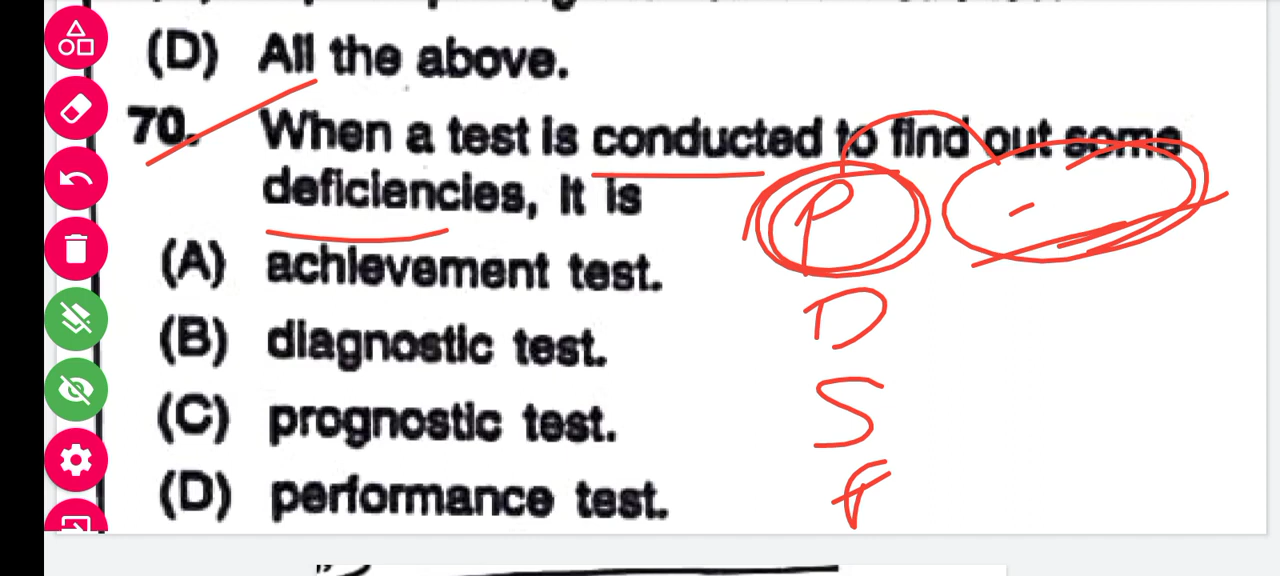 (D) All the above.
70. When a test is conducted to find out some
deficiencies, it is
P
(A) achievement test.
D
(B) diagnostic test.
S
(C) prognostic test.
(D) performance test.